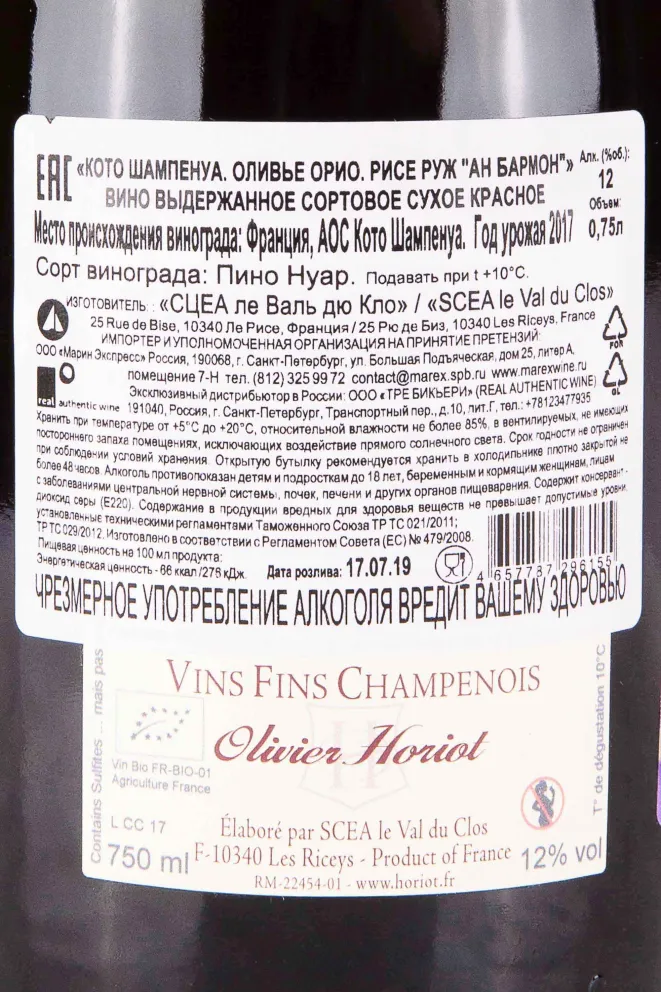 EAC «КОТО ШАМПЕНУА. ОЛИВЬЕ ОРИО. РИСЕ РУЖ "АН БАРМОН"» Алк. (%об.):
ВИНО ВЫДЕРЖАННОЕ СОРТОВОЕ СУХОЕ КРАСНОЕ 12
Объем:
Место происхождения винограда: Франция, АОС Кото Шампенуа. Год урожая 2017 0,75л
Сорт винограда: Пино Нуар. Подавать при t +10°C.
ИЗГОТОВИТЕЛЬ: : «СЦЕА ле Валь дю Кло» / «SCEA le Val du Clos»
25 Rue de Bise, 10340 Ле Рисе, Франция / 25 Рю де Биз, 10340 Les Riceys, France
ИМПОРТЕР И УПОЛНОМОЧЕННАЯ ОРГАНИЗАЦИЯ НА ПРИНЯТИЕ ПРЕТЕНЗИЙ:
ООО «Марин Экспресс» Россия, 190068, г. Санкт-Петербург, ул. Большая Подъяческая, дом 25, литер А,
помещение 7-Н тел. (812) 325 99 72 contact@marex.spb.ru www.marexwine.ru
Эксклюзивный дистрибьютор в России: ООО «ТРЕ БИКЬЕРИ» (REAL AUTHENTIC WINE)
real authentic wine 191040, Россия, г. Санкт-Петербург, Транспортный пер., д.10, пит.Г, тел.: +78123477935
GL
Хранить при температуре от +5°C до +20°C, относительной влажности не более 85%, в вентилируемых, не имеющих
постороннего запаха помещениях, исключающих воздействие прямого солнечного света. Срок годности не ограничен
при соблюдении условий хранения. Открытую бутылку рекомендуется хранить в холодильнике плотно закрытой не
более 48 часов. Алкоголь противопоказан детям и подросткам до 18 лет, беременным и кормящим женщинам, лицам
с заболеваниями центральной нервной системы, почек, печени и других органов пищеварения. Содержит консервант -
диоксид серы (Е220). Содержание в продукции вредных для здоровья веществ не превышает допустимые уровни,
установленные техническими регламентами Таможенного Союза ТР ТС 021/2011;
ТР ТС 029/2012. Изготовлено в соответствии с Регламентом Совета (ЕС) № 479/2008.
Пищевая ценность на 100 мл продукта:
Энергетическая ценность - 66 ккал/276 кДж. Дата розлива: 17.07.19
4 657787 296155
ЧРЕЗМЕРНОЕ УПОТРЕБЛЕНИЕ АЛКОГОЛЯ ВРЕДИТ ВАШЕМУ ЗДОРОВЬЮ
VINS FINS CHAMPENOIS
Olivier Horiot
Vin Bio FR-BIO-01
Agriculture France
Contains Sulfites ... mais pas
T° de dégustation 10°C
L CC 17
Élaboré par SCEA le Val du Clos
750 ml F-10340 Les Riceys - Product of France 12% vol
RM-22454-01 - www.horiot.fr